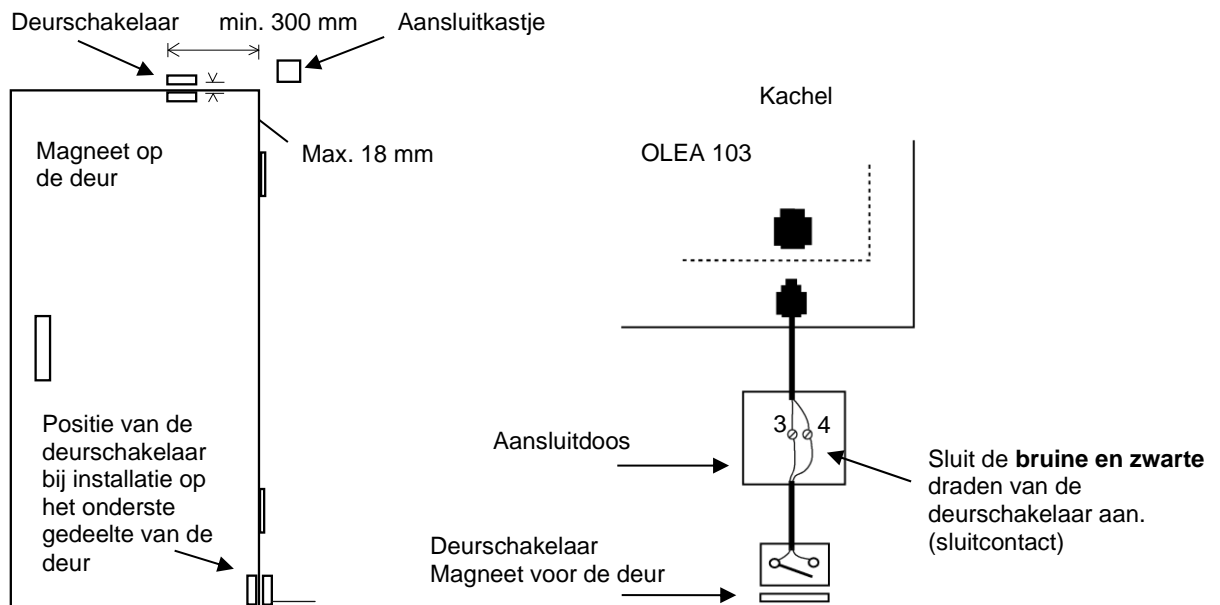 Deurschakelaar
min. 300 mm
Aansluitkastje
Magneet op
de deur
Max. 18 mm
Positie van de
deurschakelaar
bij installatie op
het onderste
gedeelte van de
deur
Kachel
OLEA 103
3 4
Aansluitdoos
Sluit de bruine en zwarte
draden van de
deurschakelaar aan.
(sluitcontact)
Deurschakelaar
Magneet voor de deur